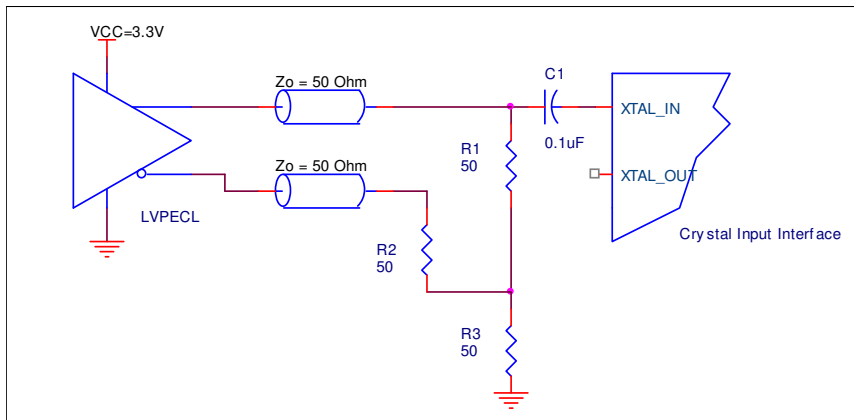 VCC=3.3V
Zo = 50 Ohm
C1
XTAL_IN
0.1uF
R1
50
Zo = 50 Ohm
XTAL_OUT
LVPECL
Crystal Input Interface
R2
50
R3
50